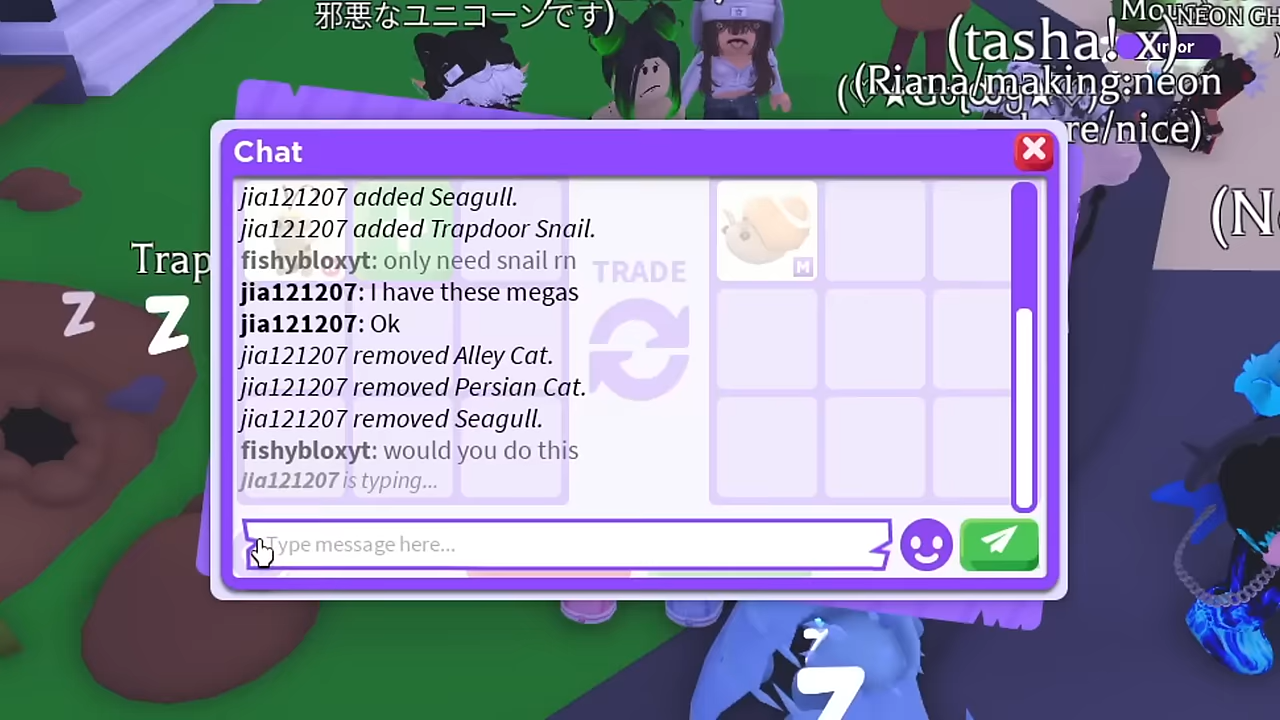 邪悪なユニコーンです)
(tasha! x)
(Riana/making:neon
re/nice)
(N
Trap
Z
Z
Chat
jia121207 added Seagull.
jia121207 added Trapdoor Snail.
fishybloxyt: only need snail rn
jia121207: I have these megas
jia121207: Ok
jia121207 removed Alley Cat.
jia121207 removed Persian Cat.
jia121207 removed Seagull.
fishybloxyt: would you do this
jia121207 is typing...
TRADE
M
Type message here...
Z
Z